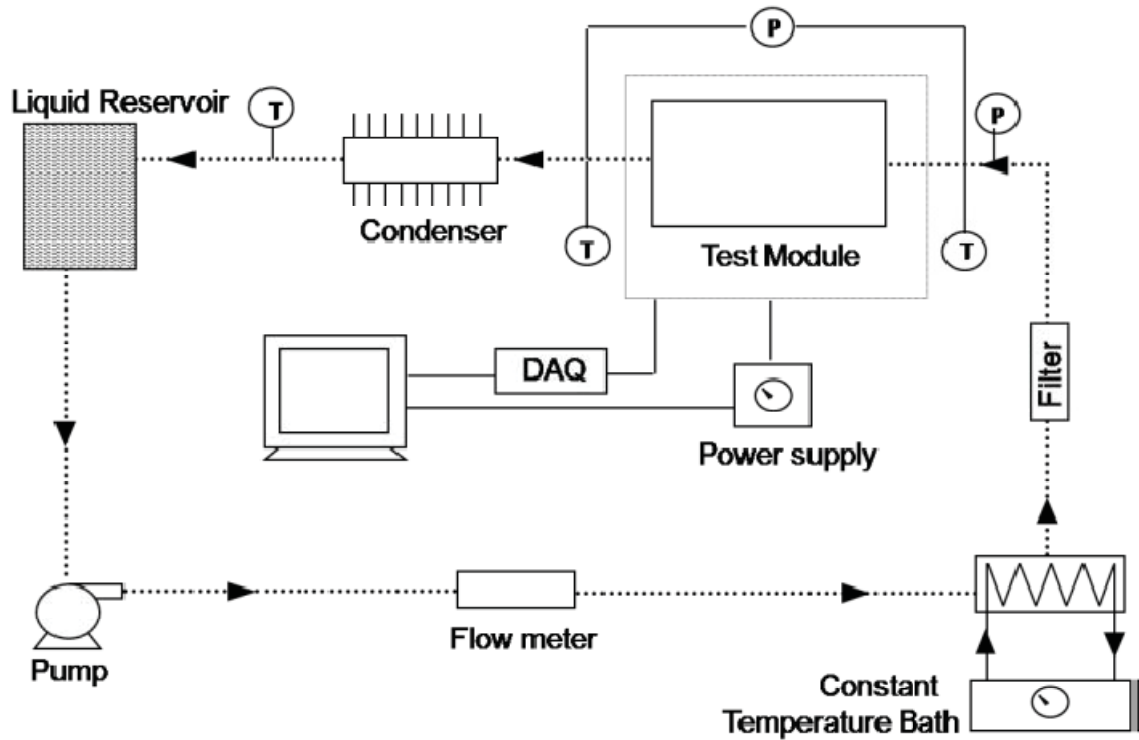 P
Liquid Reservoir
T
P
Condenser
T
Test Module
T
DAQ
Filter
Power supply
Flow meter
Pump
Constant
Temperature Bath